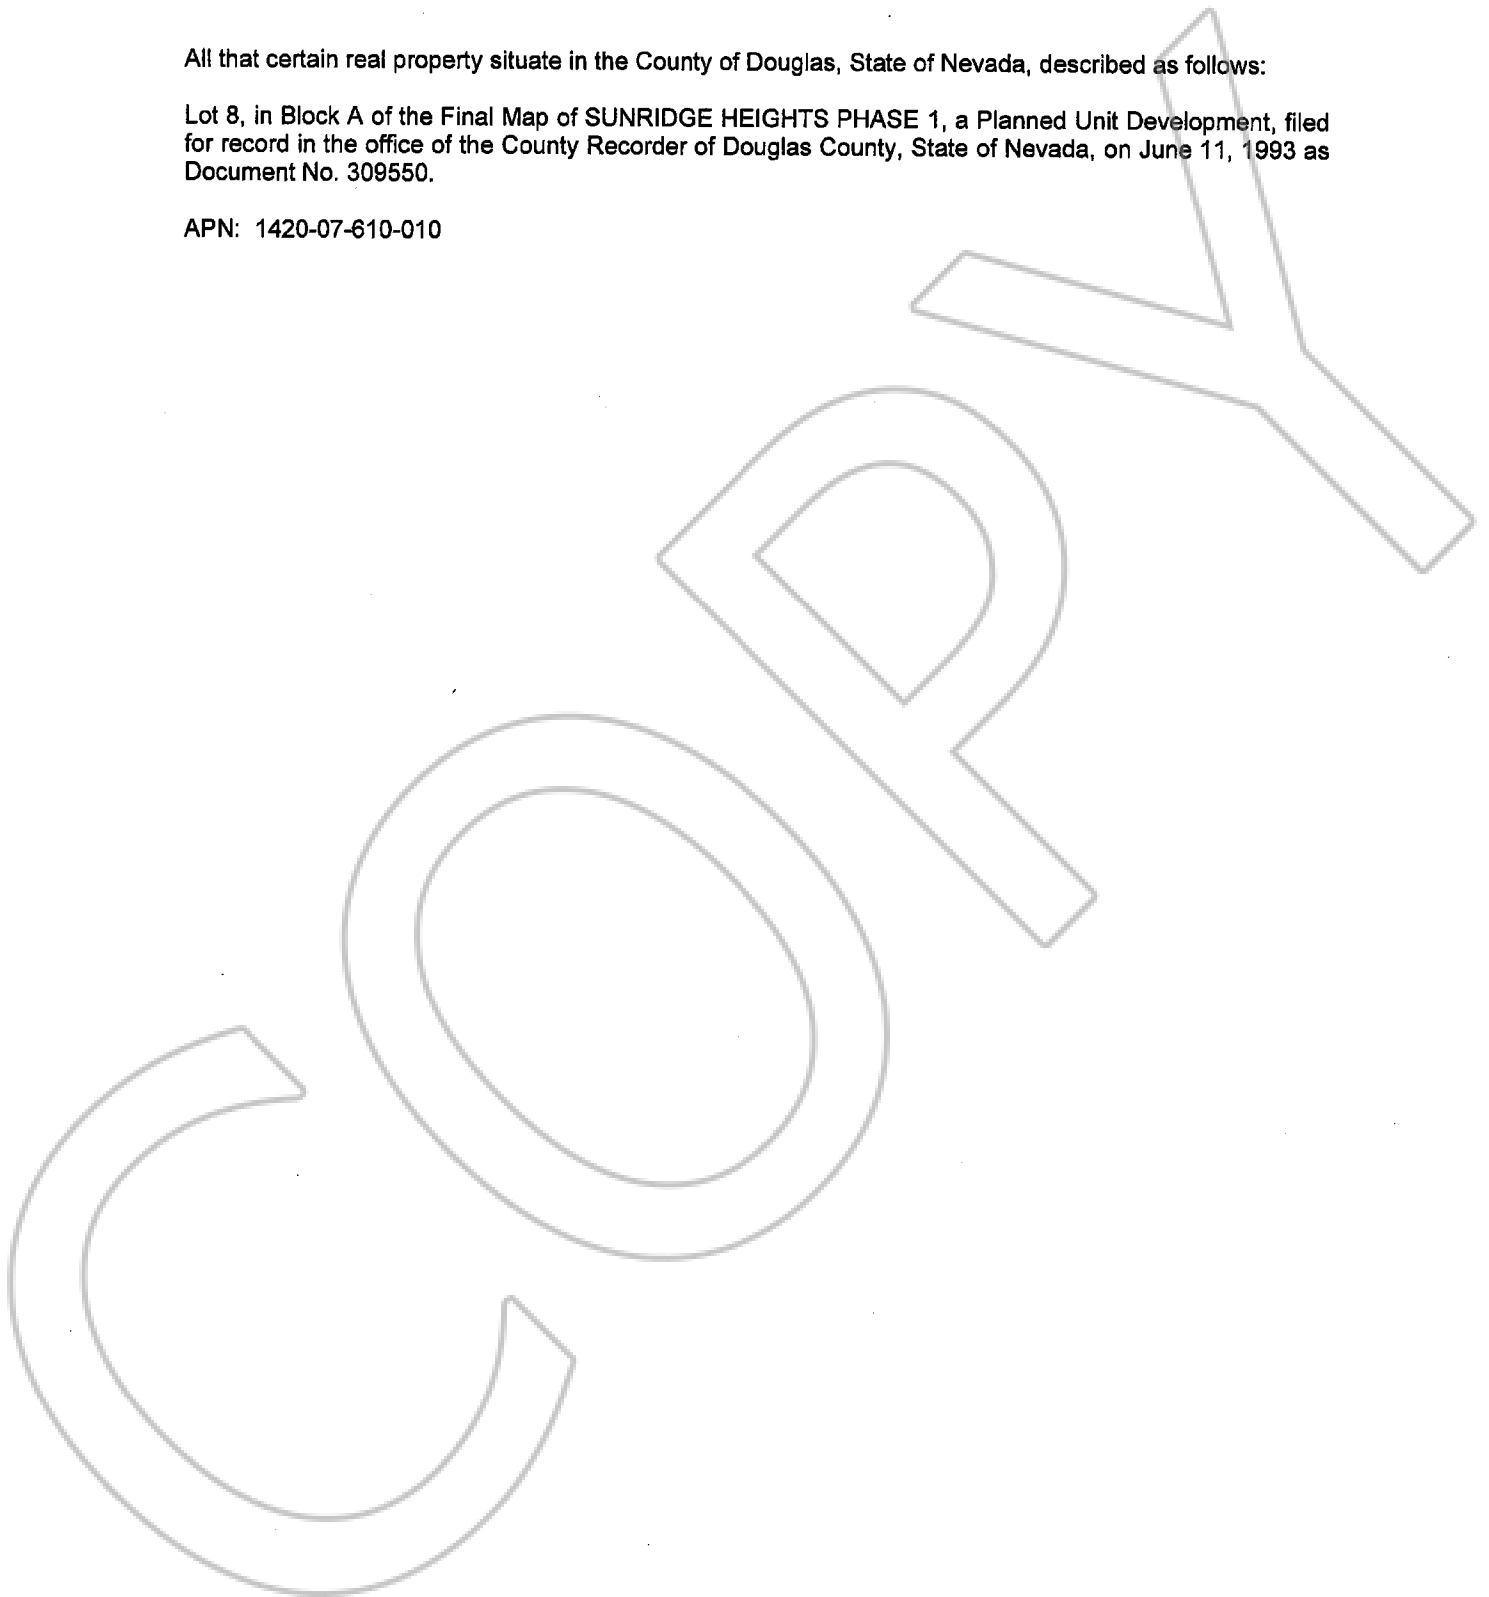 All that certain real property situate in the County of Douglas, State of Nevada, described as follows:
Lot 8, in Block A of the Final Map of SUNRIDGE HEIGHTS PHASE 1, a Planned Unit Development, filed
for record in the office of the County Recorder of Douglas County, State of Nevada, on June 11, 1993 as
Document No. 309550.
APN: 1420-07-610-010
COPY